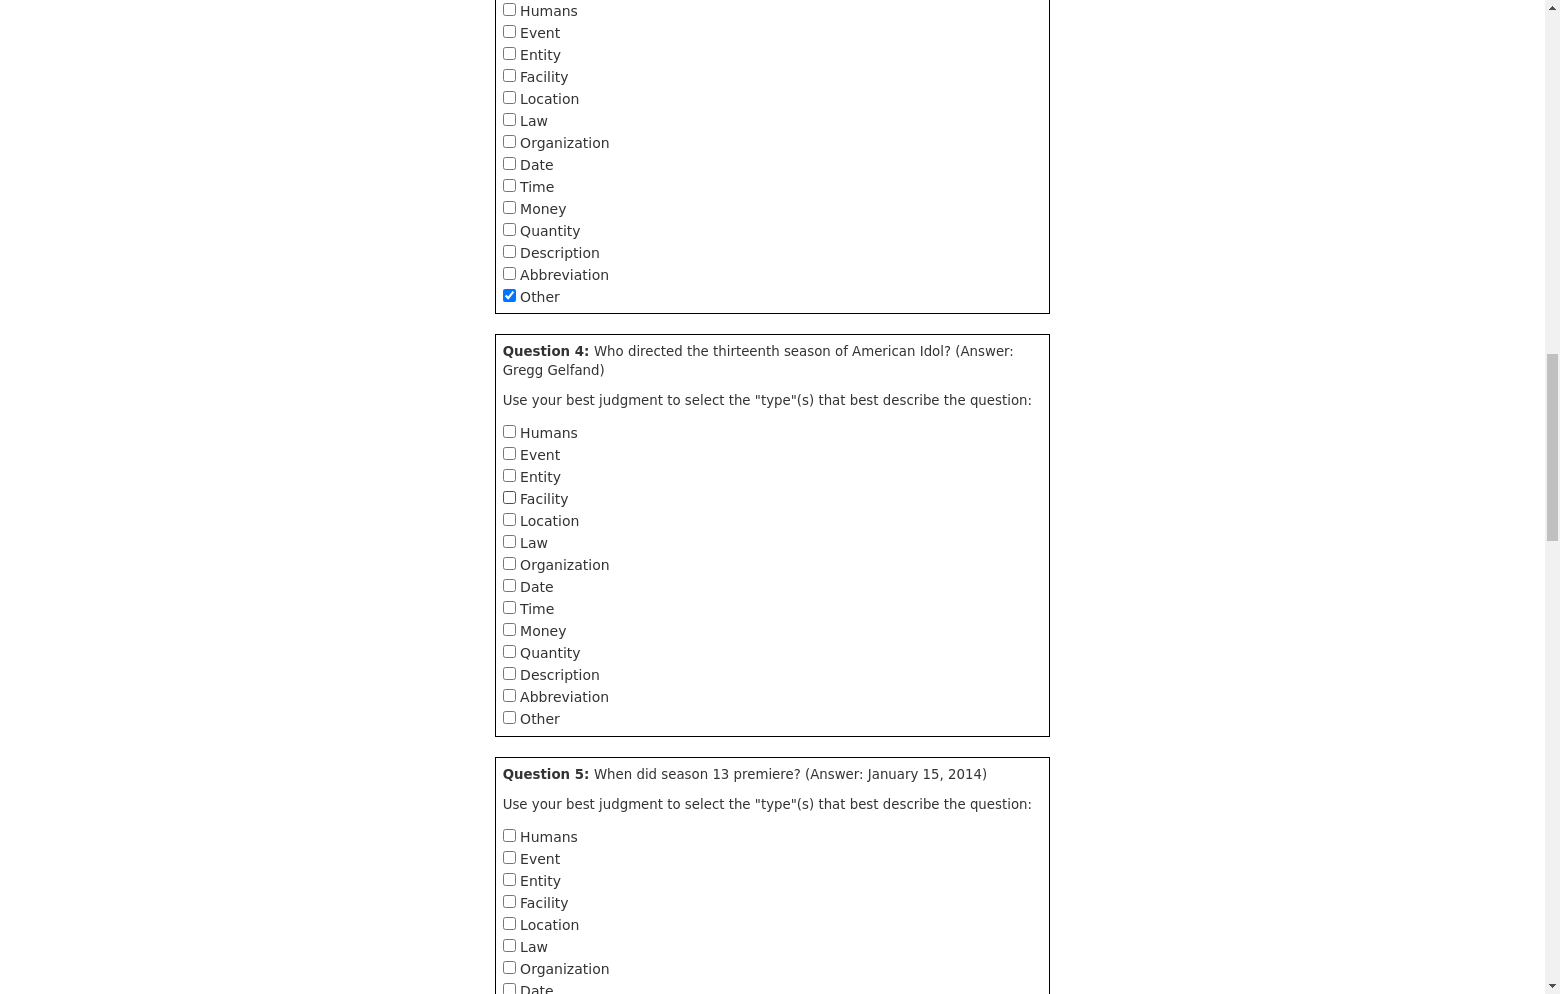 Humans
Event
Entity
Facility
Location
Law
Organization
Date
Time
Money
Quantity
Description
Abbreviation
Other
Question 4: Who directed the thirteenth season of American Idol? (Answer:
Gregg Gelfand)
Use your best judgment to select the "type"(s) that best describe the question:
Humans
Event
Entity
Facility
Location
Law
Organization
Date
Time
Money
Quantity
Description
Abbreviation
Other
Question 5: When did season 13 premiere? (Answer: January 15, 2014)
Use your best judgment to select the "type"(s) that best describe the question:
Humans
Event
Entity
Facility
Location
Law
Organization
Date